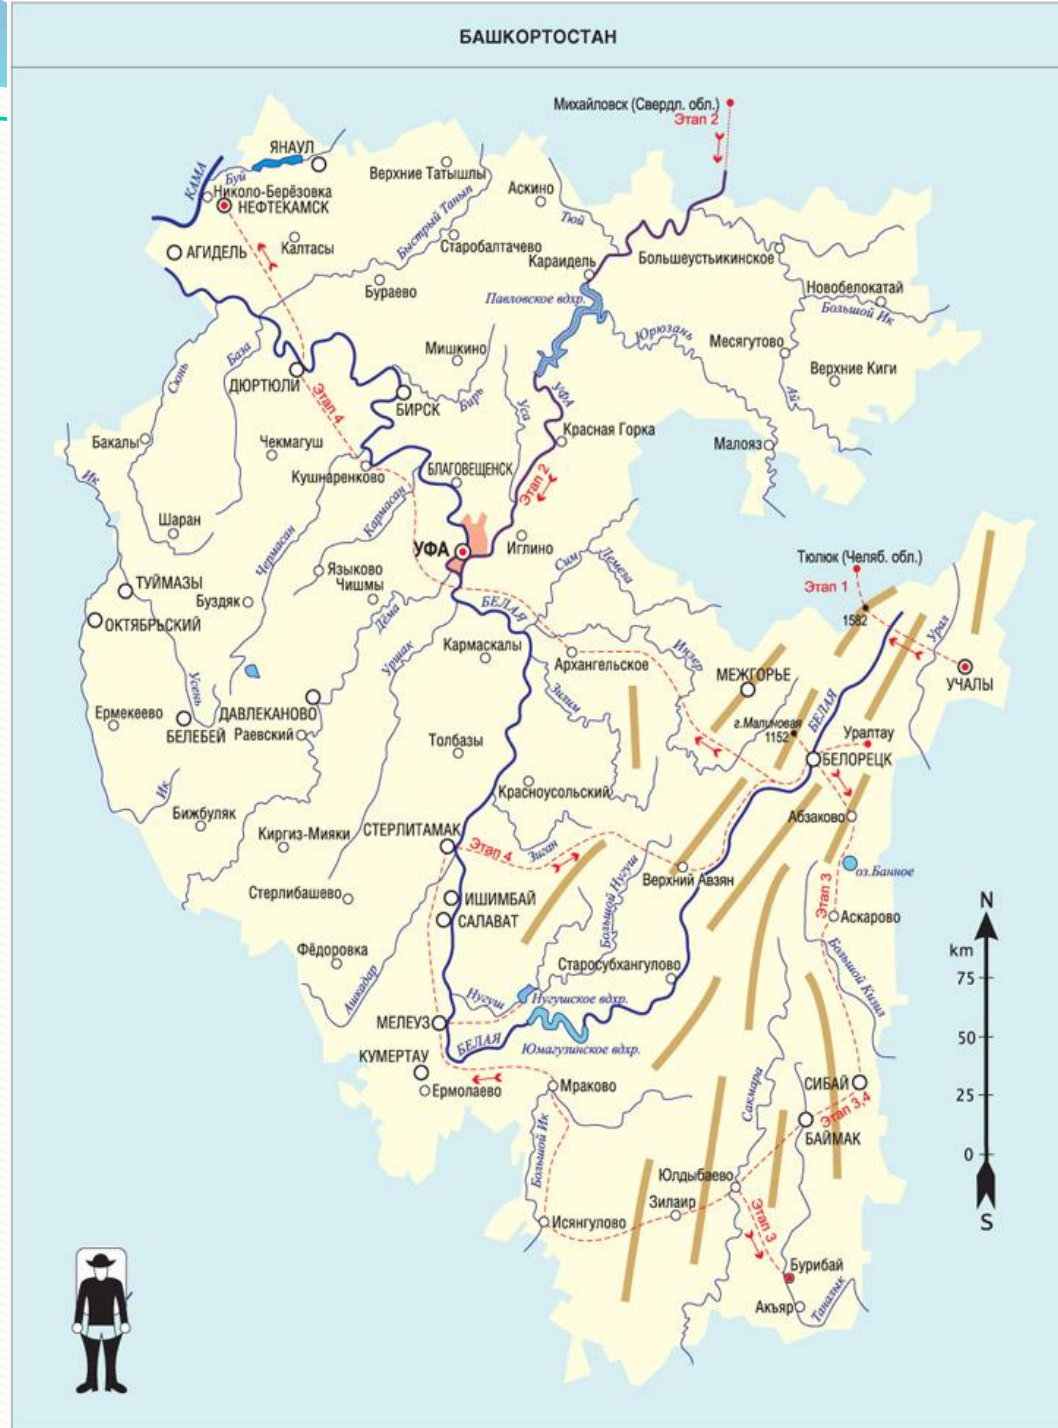 БАШКОРТОСТАН
Михайловск (Свердл. обл.)
Этап 2
ЯНАУЛ
КАМА
Буй
Николо-Берёзовка
НЕФТЕКАМСК
Верхние Татышлы
Аскино
Тюй
Быстрый Танып
АГИДЕЛЬ
Калтасы
Старобалтачево
Караидель
Большеустьикинское
Бураево
Павловское вдхр.
Новобелокатай
Большой Ик
База
Сюнь
Мишкино
Юрюзань
Месягутово
Верхние Киги
ДЮРТЮЛИ
Этап 4
БИРСК
Бирь
Уса
УФА
Ай
Бакалы
Чекмагуш
Красная Горка
Малояз
Ик
Кушнаренково
БЛАГОВЕЩЕНСК
Этап 2
Кармасан
Шаран
Чермасан
УФА
Иглино
Тюлюк (Челяб. обл.)
Этап 1
1582
Сим
Лемеза
ТУЙМАЗЫ
Языково
Чишмы
Буздяк
ОКТЯБРЬСКИЙ
Дёма
БЕЛАЯ
Урал
Уршак
Кармаскалы
Архангельское
Инзер
МЕЖГОРЬЕ
УЧАЛЫ
Усень
Зилим
Ермекеево
БЕЛЕБЕЙ
ДАВЛЕКАНОВО
Раевский
г.Малиновая
1152
БЕЛАЯ
Уралтау
Толбазы
БЕЛОРЕЦК
Ик
Красноусольский
Бижбуляк
Абзаково
Киргиз-Мияки
СТЕРЛИТАМАК
Этап 4
Зиган
Верхний Авзян
оз.Банное
Стерлибашево
ИШИМБАЙ
САЛАВАТ
Большой Нугуш
Этап 3
Аскарово
Фёдоровка
Ашкадар
Старосубхангулово
Большой Кизил
Нугуш
Нугушское вдхр.
МЕЛЕУЗ
БЕЛАЯ
Юмагузинское вдхр.
КУМЕРТАУ
Ермолаево
Мраково
Сакмара
СИБАЙ
Этап 3,4
БАЙМАК
Большой Ик
Юлдыбаево
Зилаир
Исянгулово
Этап 3
Бурибай
Акъяр
Таналык
N
km
75
50
25
0
S